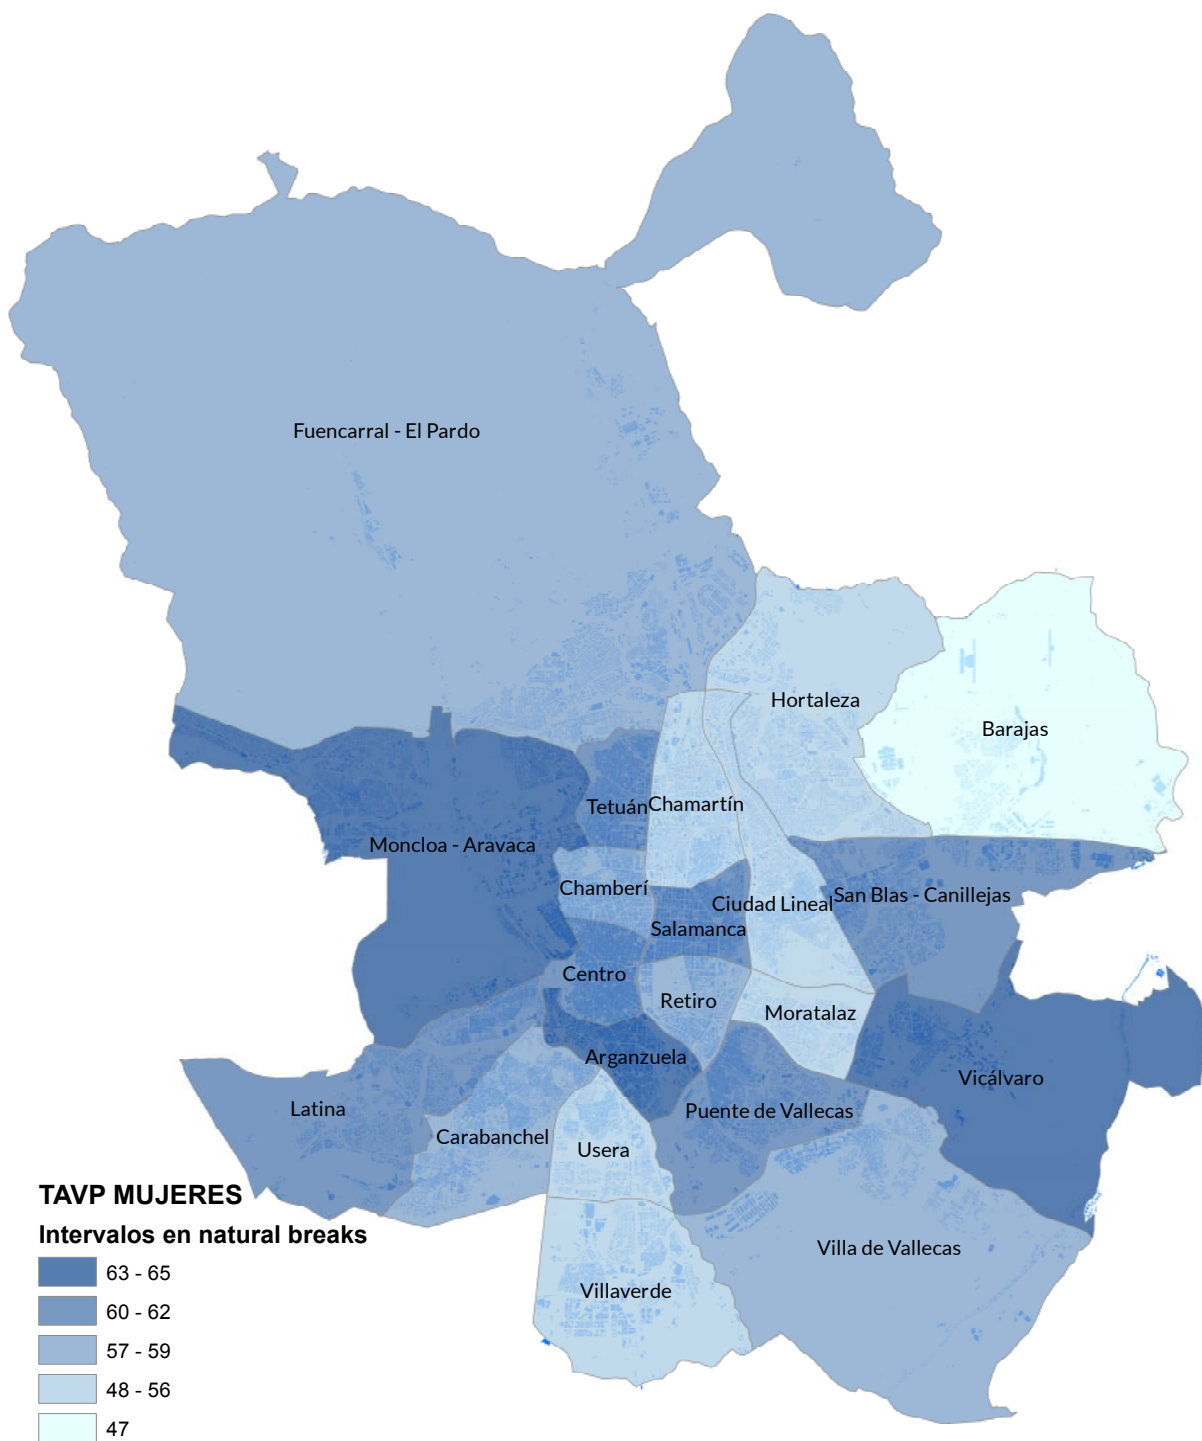 Fuencarral - El Pardo
Hortaleza
Barajas
Tetuán
Chamartín
Moncloa - Aravaca
Chamberí
San Blas - Canillejas
Ciudad Lineal
Salamanca
Centro
Retiro
Moratalaz
Arganzuela
Vicálvaro
Latina
Puente de Vallecas
Carabanchel
Usera
Villa de Vallecas
Villaverde
TAVP MUJERES
Intervalos en natural breaks
63 - 65
60 - 62
57 - 59
48 - 56
47